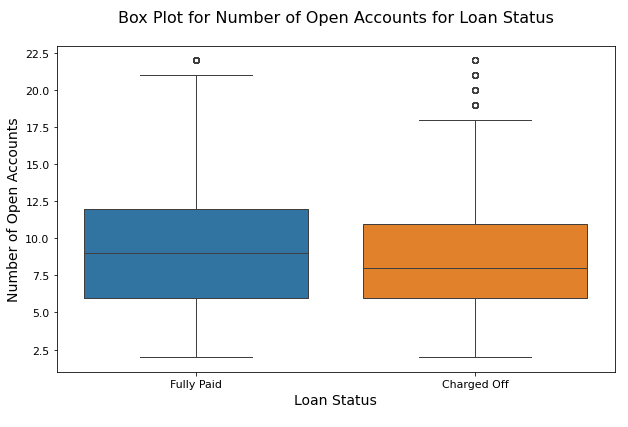 Box Plot for Number of Open Accounts for Loan Status
22.5
20.0
17.5
15.0
12.5
10.0
7.5
5.0
2.5
Number of Open Accounts
Fully Paid
Charged Off
Loan Status